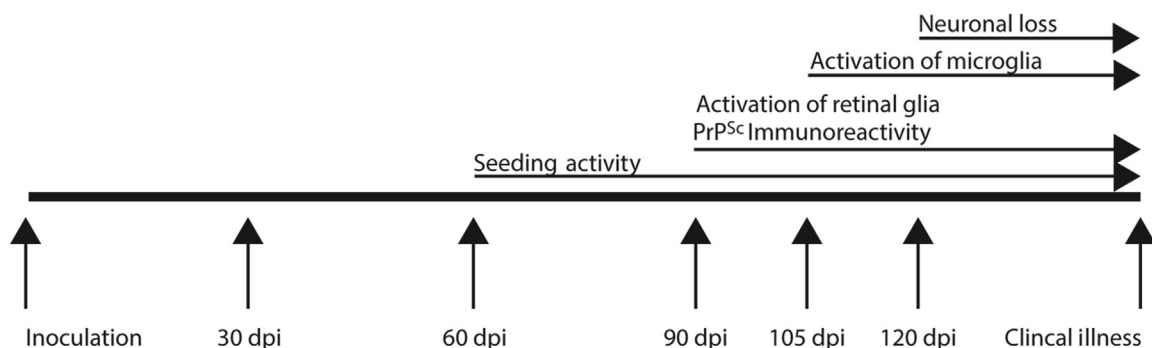 Neuronal loss
Activation of microglia
Activation of retinal glia
PrPSc Immunoreactivity
Seeding activity
Inoculation
30 dpi
60 dpi
90 dpi
105 dpi
120 dpi
Clincal illness